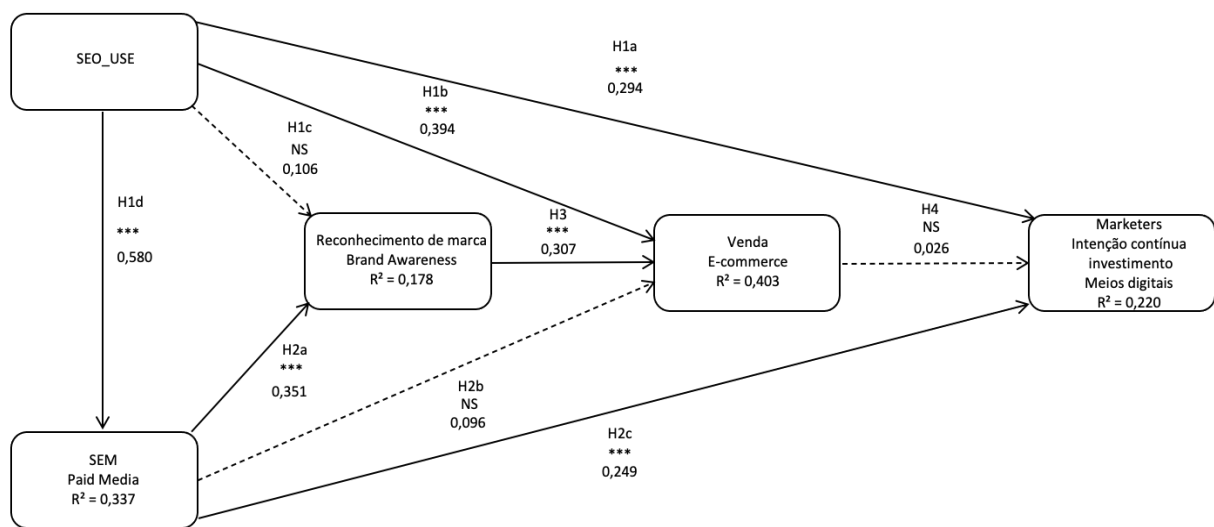 SEO_USE
H1a
***
0,294
H1b
***
0,394
H1c
NS
0,106
H1d
***
0,580
Reconhecimento de marca
Brand Awareness
R² = 0,178
H3
***
0,307
Venda
E-commerce
R² = 0,403
H4
NS
0,026
Marketers
Intenção contínua
investimento
Meios digitais
R² = 0,220
H2a
***
0,351
H2b
NS
0,096
H2c
***
0,249
SEM
Paid Media
R² = 0,337